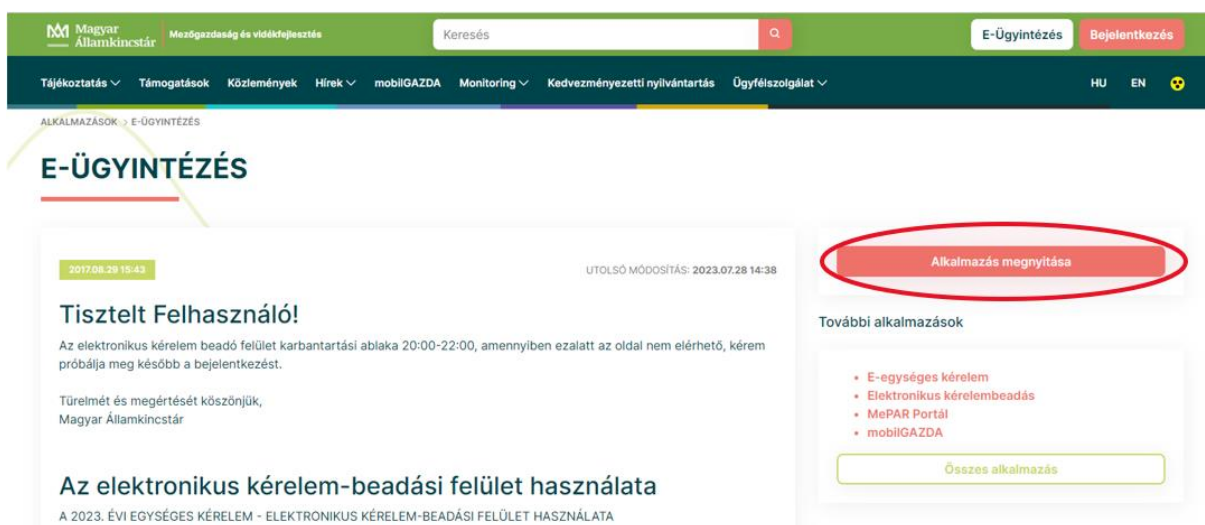 Magyar
Államkincstár
Mezőgazdaság és vidékfejlesztés
Keresés
E-Ügyintézés
Bejelentkezés
Tájékoztatás
Támogatások
Közlemények
Hírek
mobilGAZDA
Monitoring
Kedvezményezetti nyilvántartás
Ügyfélszolgálat
HU
EN
ALKALMAZÁSOK > E-ÜGYINTÉZÉS
E-ÜGYINTÉZÉS
2017.08.29 15:43
UTOLSÓ MÓDOSÍTÁS: 2023.07.28 14:38
Tisztelt Felhasználó!
Az elektronikus kérelem beadó felület karbantartási ablaka 20:00-22:00, amennyiben ezalatt az oldal nem elérhető, kérem
próbálja meg később a bejelentkezést.
Türelmét és megértését köszönjük,
Magyar Államkincstár
Az elektronikus kérelem-beadási felület használata
A 2023. ÉVI EGYSÉGES KÉRELEM - ELEKTRONIKUS KÉRELEM-BEADÁSI FELÜLET HASZNÁLATA
Alkalmazás megnyitása
További alkalmazások
• E-egységes kérelem
• Elektronikus kérelembeadás
• MePAR Portál
• mobilGAZDA
Összes alkalmazás